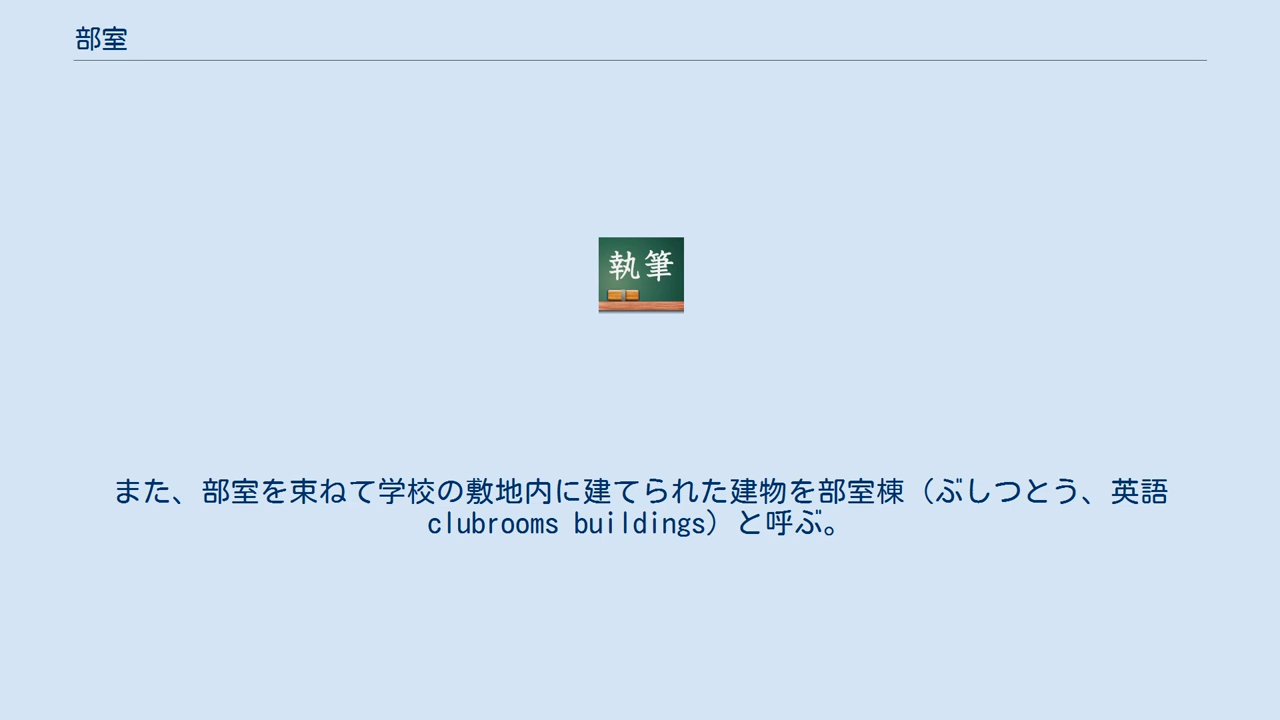 部室
執筆
また、部室を束ねて学校の敷地内に建てられた建物を部室棟（ぶしつとう、英語
clubrooms buildings）と呼ぶ。